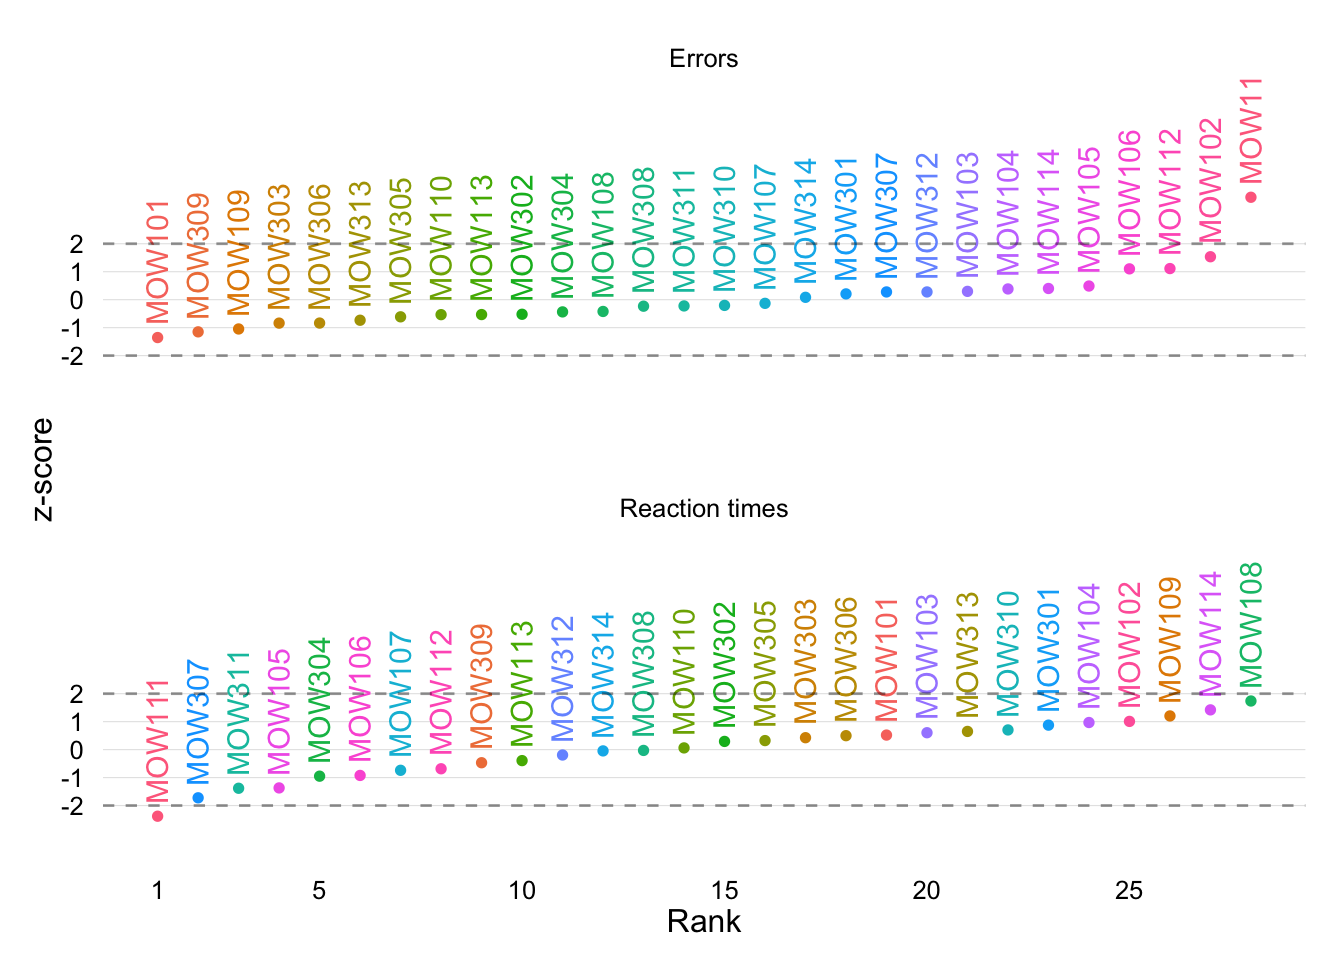 Errors
MOW101 MOW309 MOW109 MOW303 MOW306 MOW313 MOW305 MOW110 MOW113 MOW302 MOW304 MOW108 MOW308 MOW311 MOW310 MOW107 MOW314 MOW301 MOW307 MOW312 MOW103 MOW104 MOW114 MOW105 MOW106 MOW112 MOW102 MOW11
2
1
0
-1
-2
z-score
Reaction times
MOW111 MOW307 MOW311 MOW105 MOW304 MOW106 MOW107 MOW112 MOW309 MOW113 MOW312 MOW314 MOW308 MOW110 MOW302 MOW305 MOW303 MOW306 MOW101 MOW103 MOW313 MOW310 MOW301 MOW104 MOW102 MOW109 MOW114 MOW108
2
1
0
-1
-2
1 5 10 15 20 25
Rank